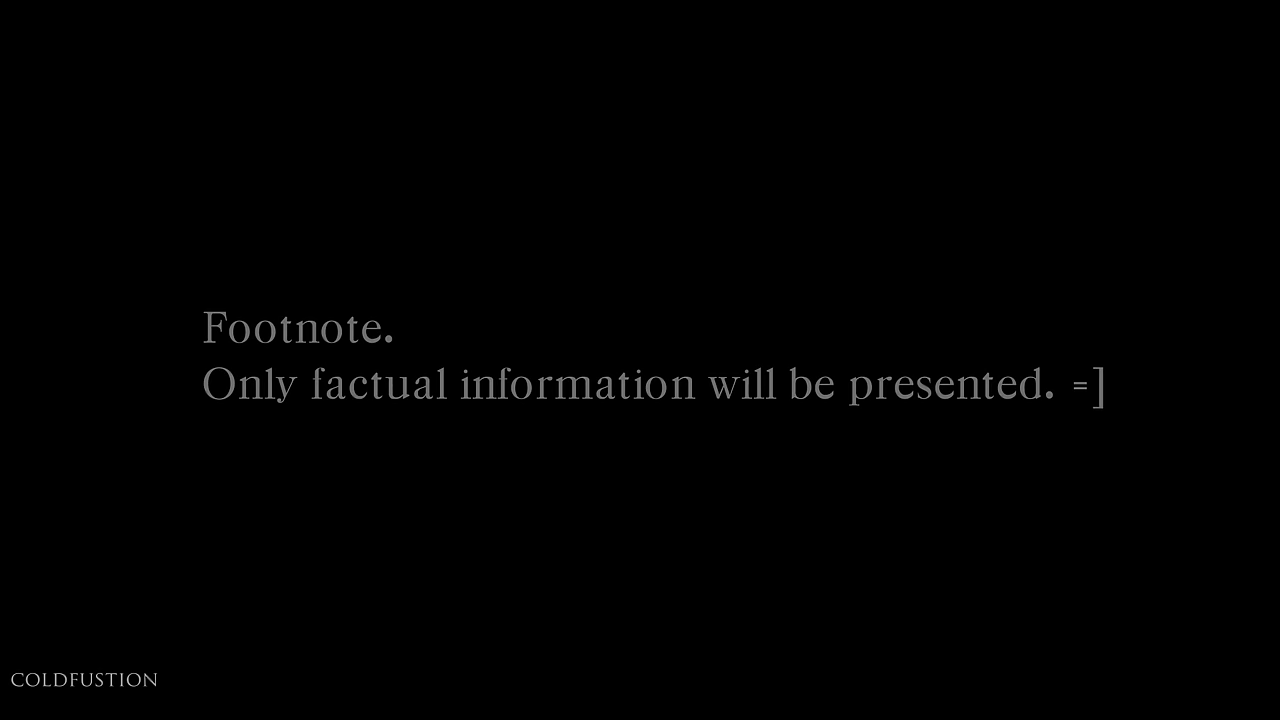 Footnote.
Only factual information will be presented. =]
COLDFUSTION